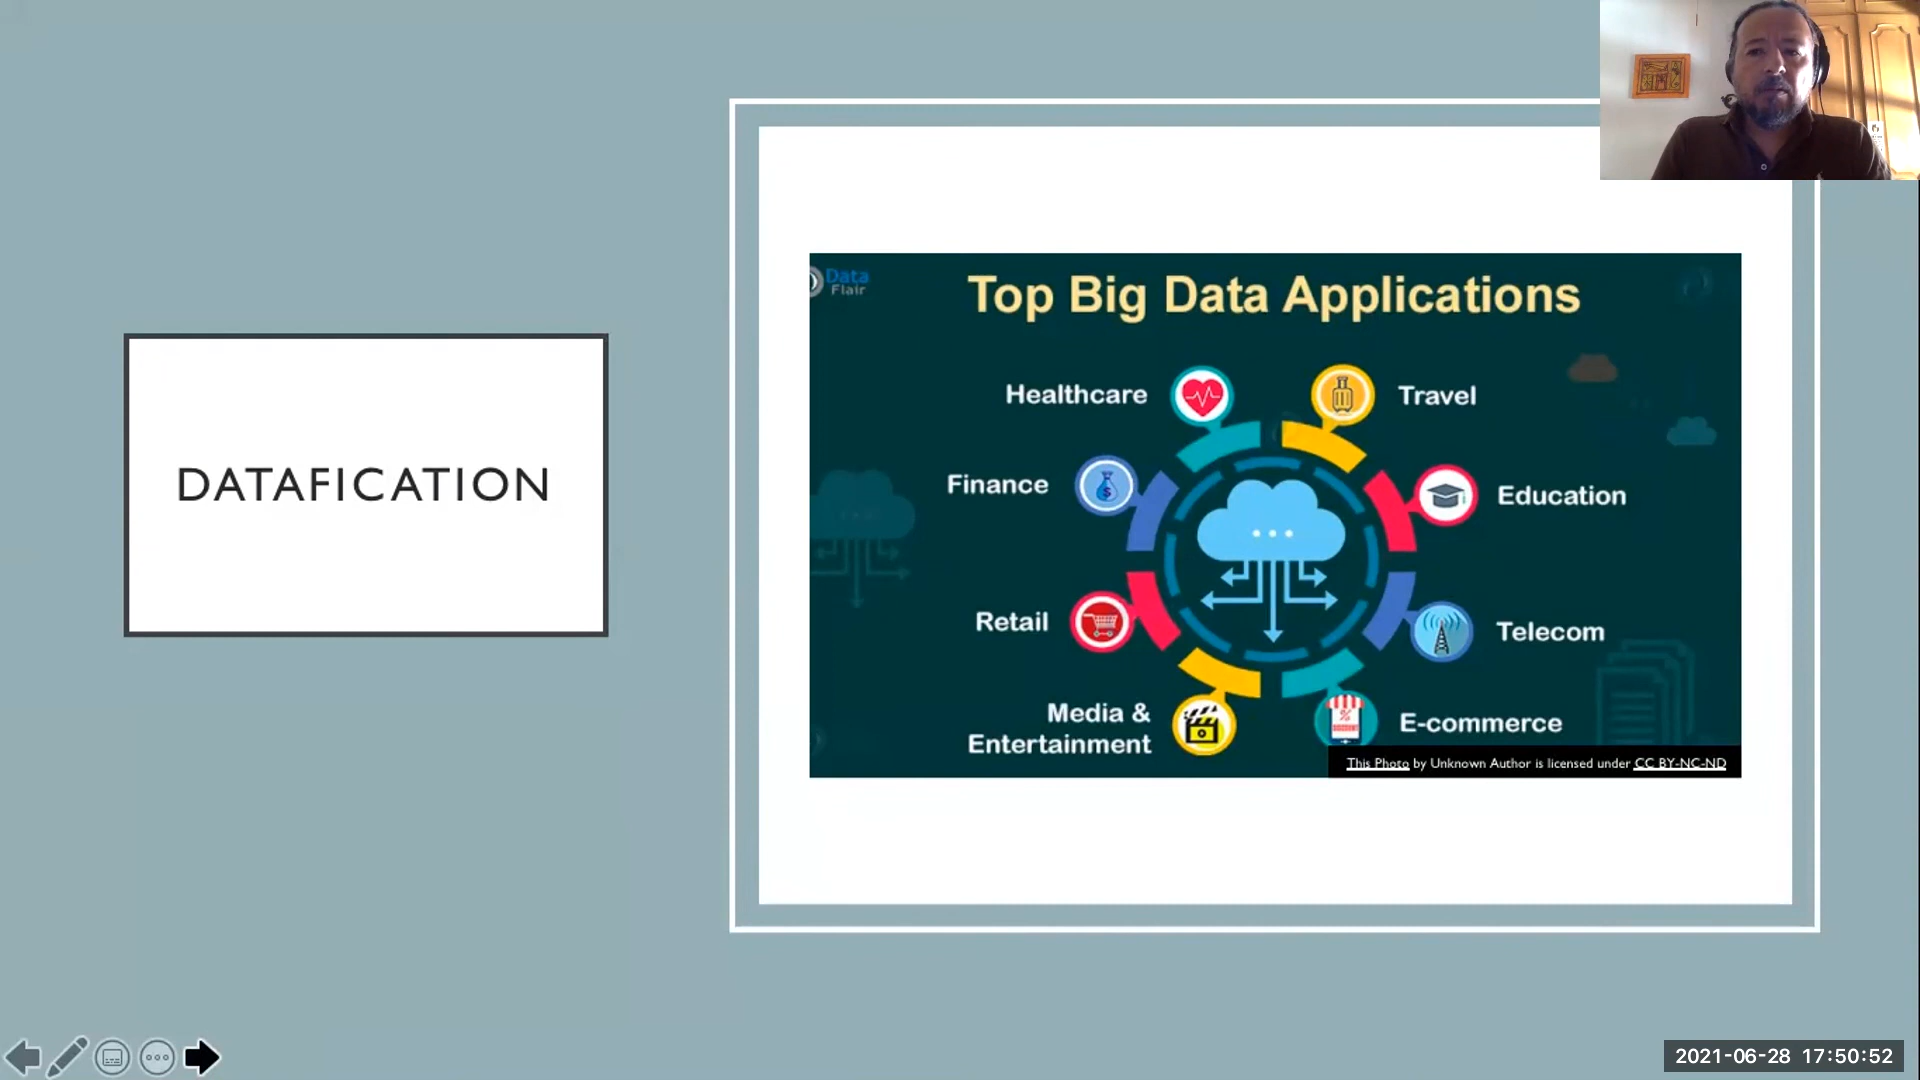 DATAFICATION
Data
Flair
Top Big Data Applications
Healthcare
Travel
Finance
Education
Retail
Telecom
Media &
Entertainment
E-commerce
%
DISCOUNT
$
This Photo by Unknown Author is licensed under CC BY-NC-ND
2021-06-28 17:50:52